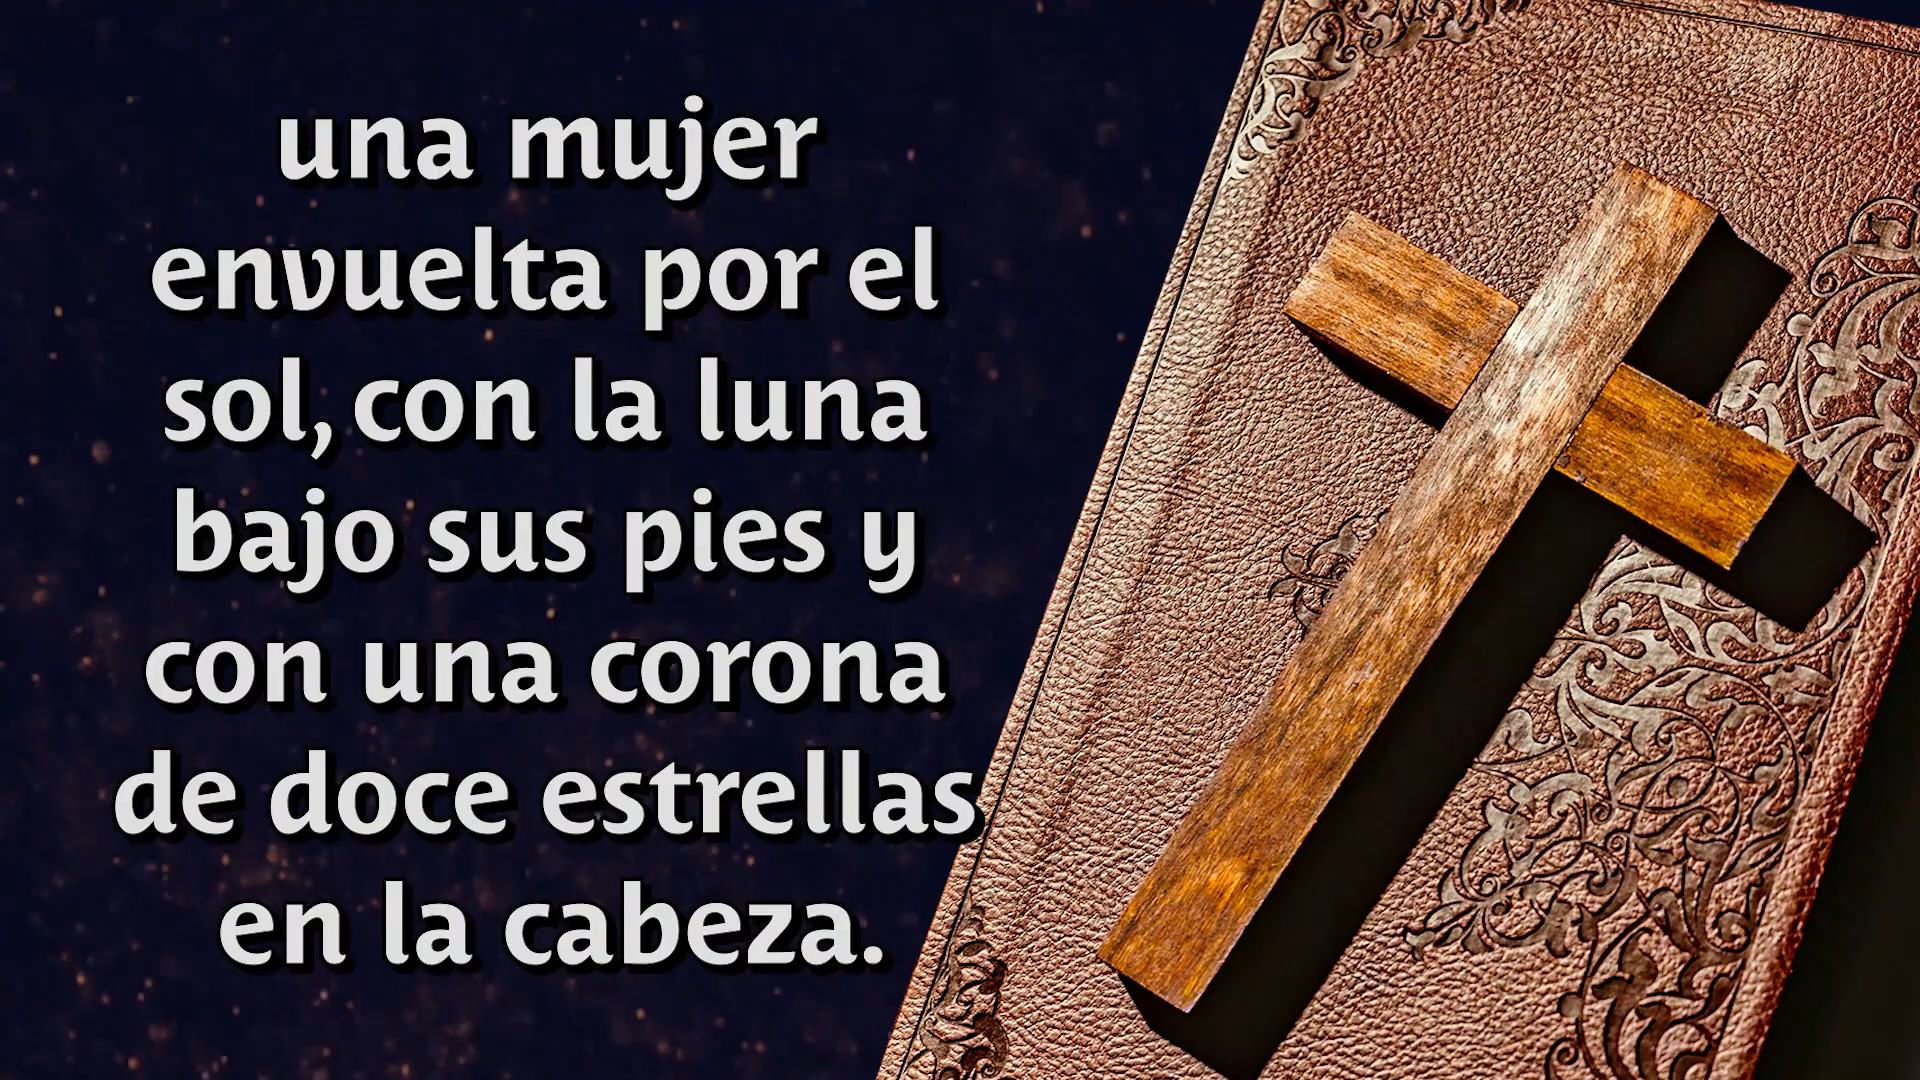 una mujer
envuelta por el
sol, con la luna
bajo sus pies y
con una corona
de doce estrellas
en la cabeza.